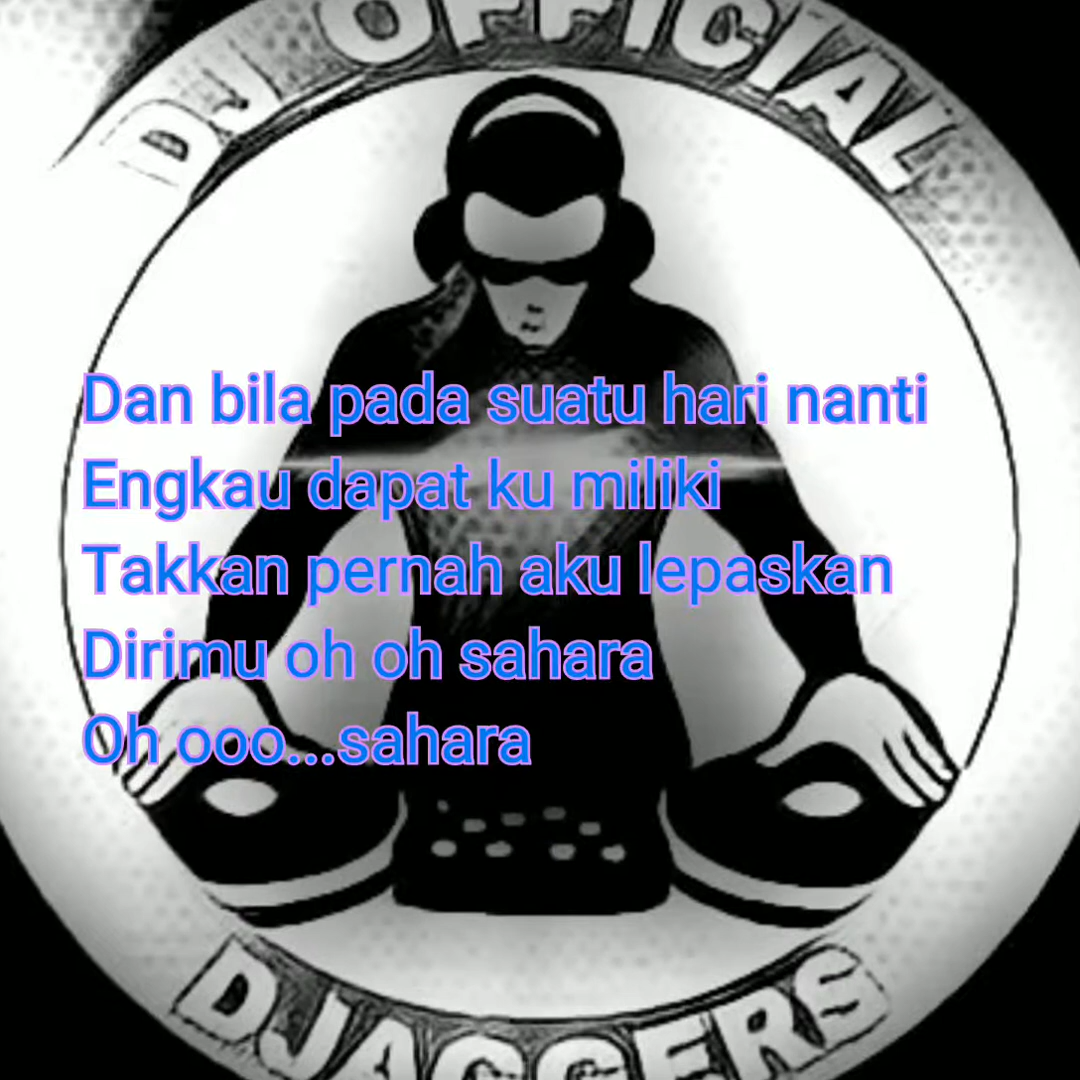 DJ OFFICIAL
Dan bila pada suatu hari nanti
Engkau dapat ku miliki
Takkan pernah aku lepaskan
Dirimu oh oh sahara
Oh ooo...sahara
DJAGGERS